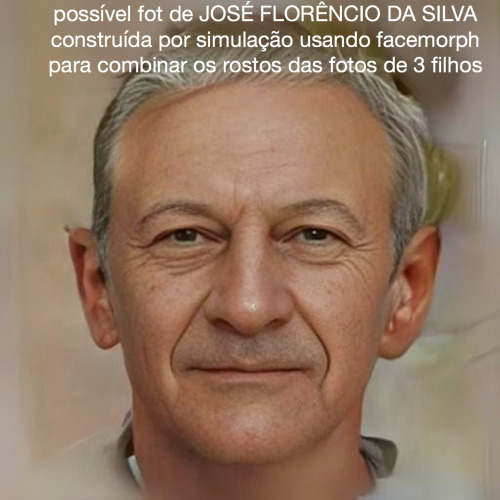 possível fot de JOSÉ FLORÊNCIO DA SILVA
construída por simulação usando facemorph
para combinar os rostos das fotos de 3 filhos